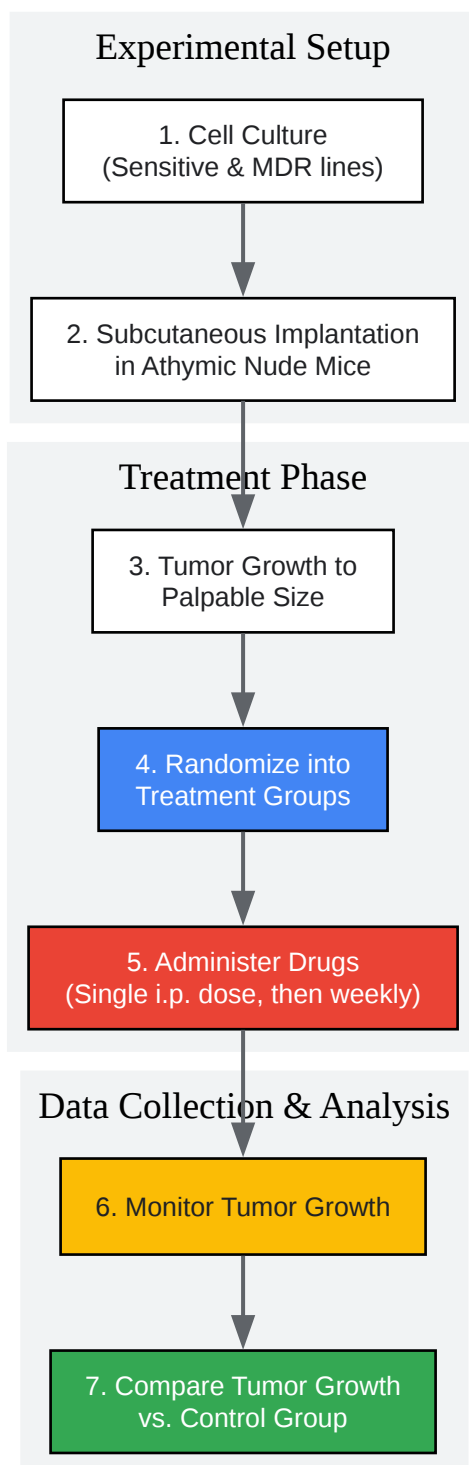 Experimental Setup
1. Cell Culture
(Sensitive & MDR lines)
2. Subcutaneous Implantation
in Athymic Nude Mice
Treatment Phase
3. Tumor Growth to
Palpable Size
4. Randomize into
Treatment Groups
5. Administer Drugs
(Single i.p. dose, then weekly)
Data Collection & Analysis
6. Monitor Tumor Growth
7. Compare Tumor Growth
vs. Control Group